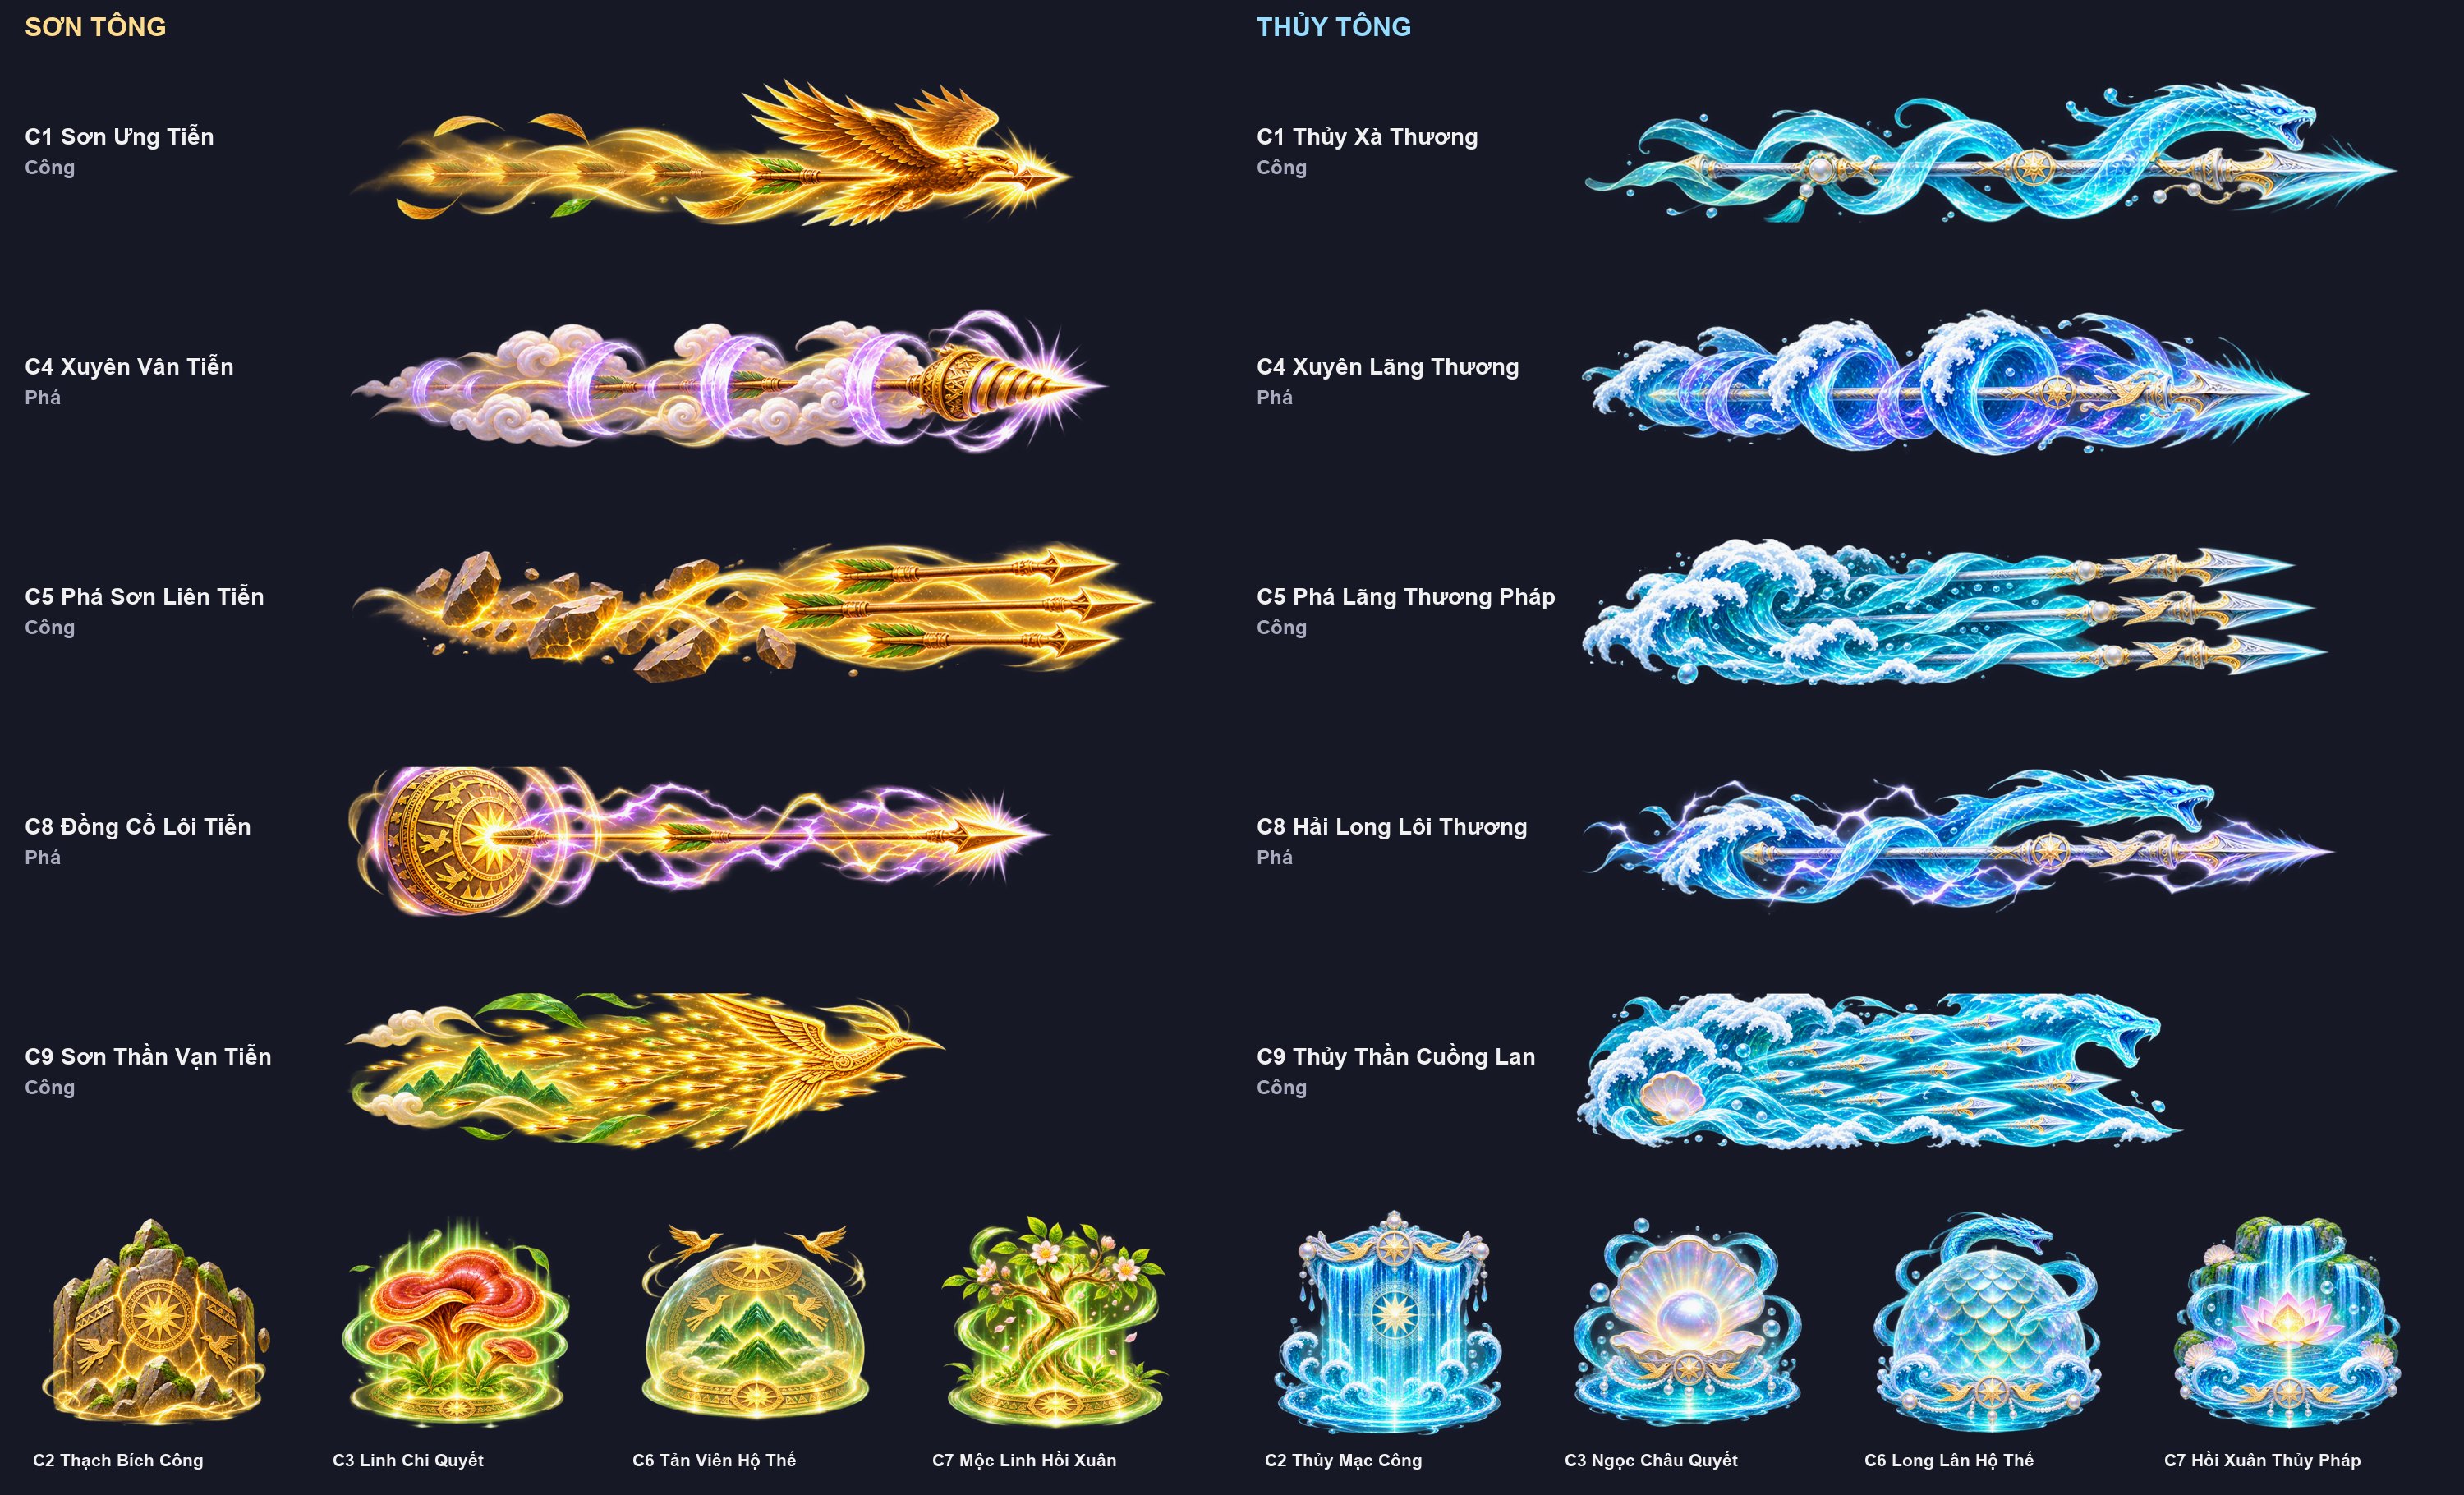 SƠN TÔNG
C1 Sơn Ưng Tiễn
Công
C4 Xuyên Vân Tiễn
Phá
C5 Phá Sơn Liên Tiễn
Công
C8 Đồng Cổ Lôi Tiễn
Phá
C9 Sơn Thần Vạn Tiễn
Công
C2 Thạch Bích Công
C3 Linh Chi Quyết
C6 Tản Viên Hộ Thể
C7 Mộc Linh Hồi Xuân
THỦY TÔNG
C1 Thủy Xà Thương
Công
C4 Xuyên Lãng Thương
Phá
C5 Phá Lãng Thương Pháp
Công
C8 Hải Long Lôi Thương
Phá
C9 Thủy Thần Cuồng Lan
Công
C2 Thủy Mạc Công
C3 Ngọc Châu Quyết
C6 Long Lân Hộ Thể
C7 Hồi Xuân Thủy Pháp